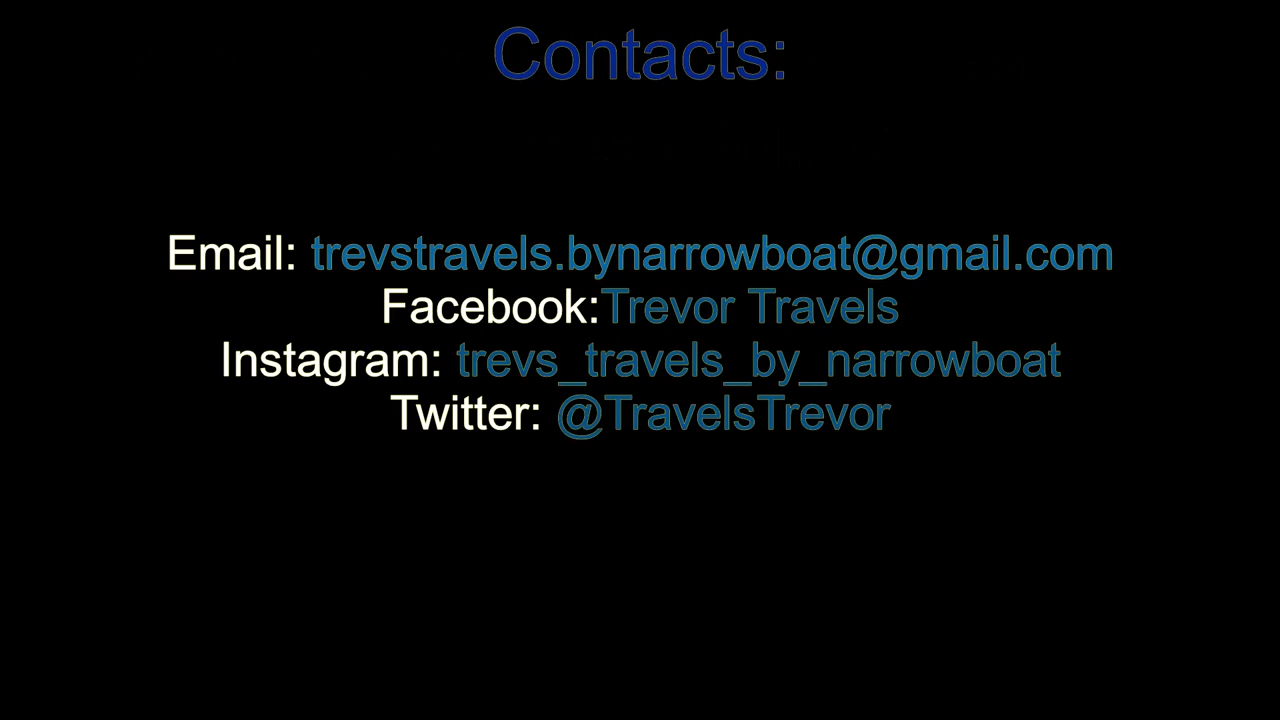 Contacts:
Email: trevstravels.bynarrowboat@gmail.com
Facebook:Trevor Travels
Instagram: trevs_travels_by_narrowboat
Twitter: @TravelsTrevor